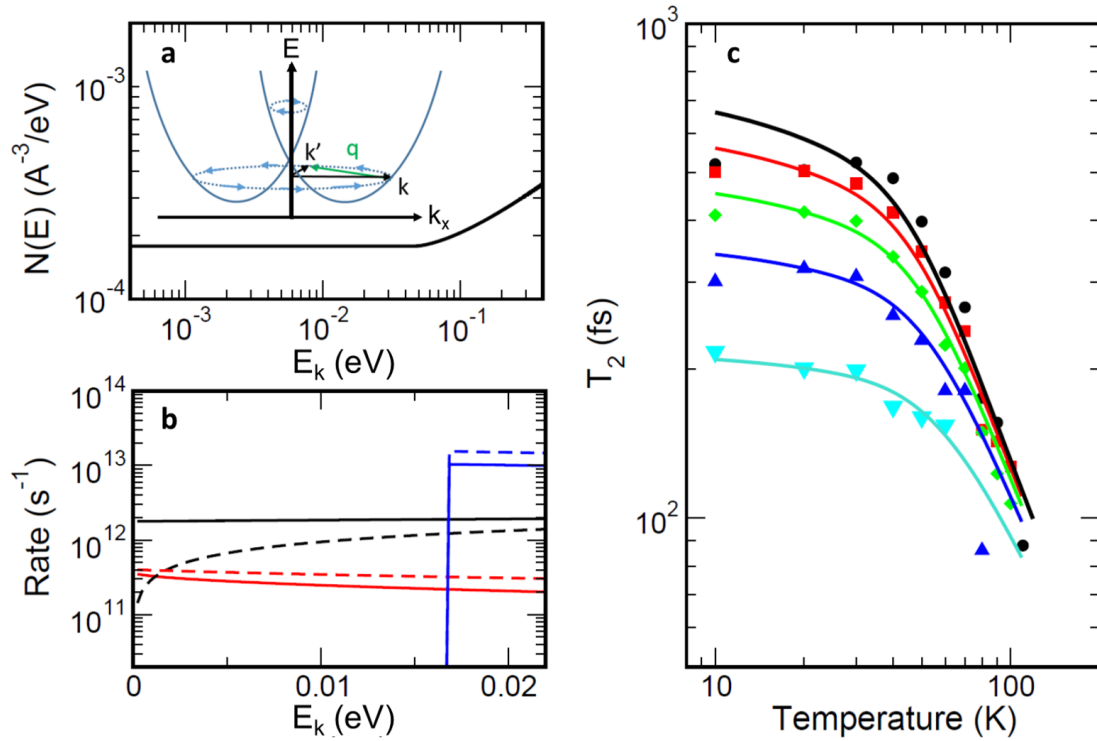 a
E
10⁻³
k'
q
k
kₓ
10⁻⁴
N(E) (A⁻³/eV)
10⁻³
10⁻²
10⁻¹
Eₖ (eV)
b
10¹⁴
10¹³
10¹²
10¹¹
Rate (s⁻¹)
0
0.01
0.02
Eₖ (eV)
c
10³
10²
T₂ (fs)
10
100
Temperature (K)